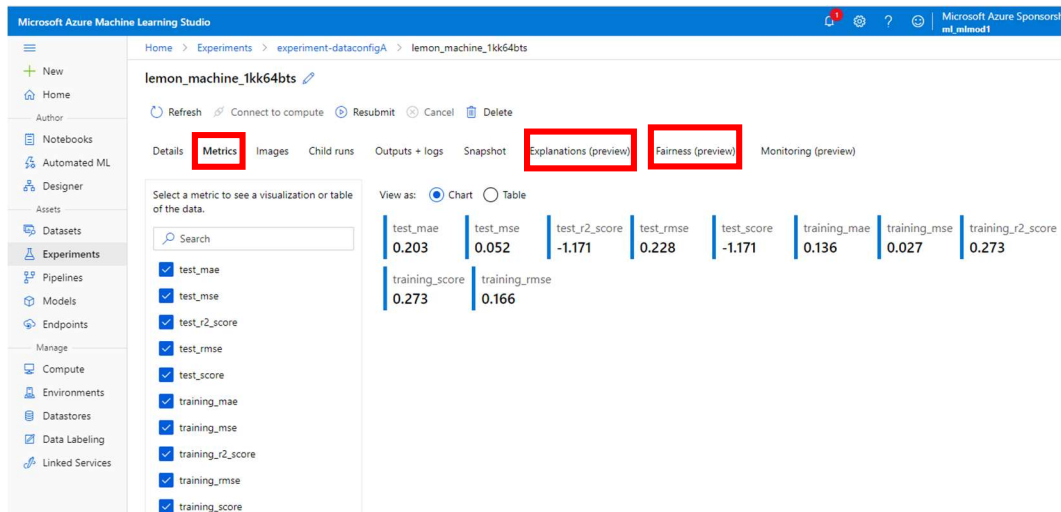 Microsoft Azure Machine Learning Studio
1
Microsoft Azure Sponsorsh
ml_mlmod1
Home > Experiments > experiment-dataconfigA > lemon_machine_1kk64bts
New
Home
Author
Notebooks
Automated ML
Designer
Assets
Datasets
Experiments
Pipelines
Models
Endpoints
Manage
Compute
Environments
Datastores
Data Labeling
Linked Services
lemon_machine_1kk64bts
Refresh Connect to compute Resubmit Cancel Delete
Details Metrics Images Child runs Outputs + logs Snapshot Explanations (preview) Fairness (preview) Monitoring (preview)
Select a metric to see a visualization or table
of the data.
Search
test_mae
test_mse
test_r2_score
test_rmse
test_score
training_mae
training_mse
training_r2_score
training_rmse
training_score
View as: Chart Table
test_mae test_mse test_r2_score test_rmse test_score training_mae training_mse training_r2_score
0.203 0.052 -1.171 0.228 -1.171 0.136 0.027 0.273
training_score training_rmse
0.273 0.166